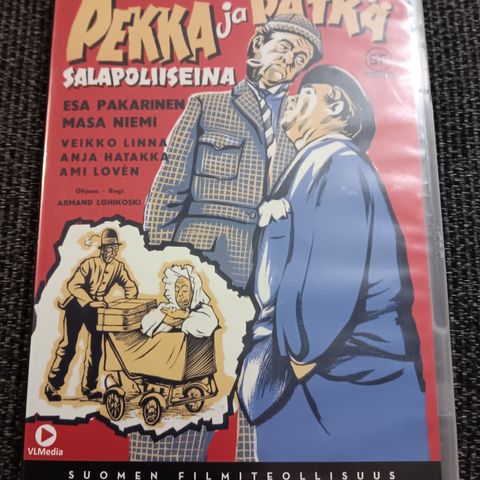 PEKKA ja PÄTKÄ
SALAPOLIISEINA
ESA PAKARINEN
MASA NIEMI
VEIKKO LINNA
ANJA HATAKKA
AMI LOVÉN
Ohjaus - Regi
ARMAND LOHIKOSKI
SF
VLMedia
SUOMEN FILMITEOLLISUUS